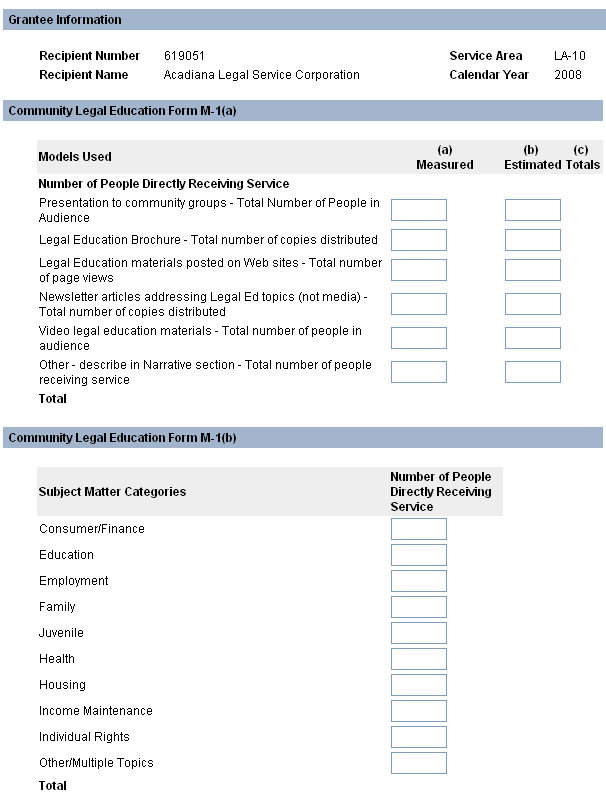 Grantee Information
Recipient Number 619051 Service Area LA-10
Recipient Name Acadiana Legal Service Corporation Calendar Year 2008
Community Legal Education Form M-1(a)
(a) (b) (c)
Models Used Measured Estimated Totals
Number of People Directly Receiving Service
Presentation to community groups - Total Number of People in
Audience
Legal Education Brochure - Total number of copies distributed
Legal Education materials posted on Web sites - Total number
of page views
Newsletter articles addressing Legal Ed topics (not media) -
Total number of copies distributed
Video legal education materials - Total number of people in
audience
Other - describe in Narrative section - Total number of people
receiving service
Total
Community Legal Education Form M-1(b)
Subject Matter Categories
Number of People
Directly Receiving
Service
Consumer/Finance
Education
Employment
Family
Juvenile
Health
Housing
Income Maintenance
Individual Rights
Other/Multiple Topics
Total